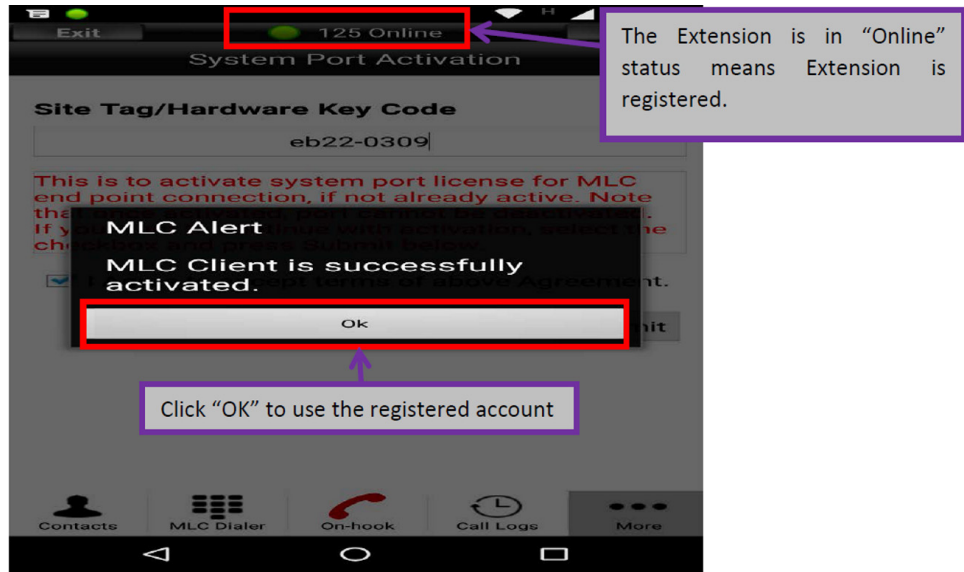 Exit
125 Online
System Port Activation
The Extension is in “Online”
status means Extension is
registered.
Site Tag/Hardware Key Code
eb22-0309
This is to activate system port license for MLC
end point connection, if not already active. Note
that once activated, port cannot be deactivated.
If with activation, select the
checkbox and press Submit below.
terms of above Agreement.
MLC Alert
MLC Client is successfully
activated.
Ok
Click “OK” to use the registered account
Contacts
MLC Dialer
On-hook
Call Logs
More